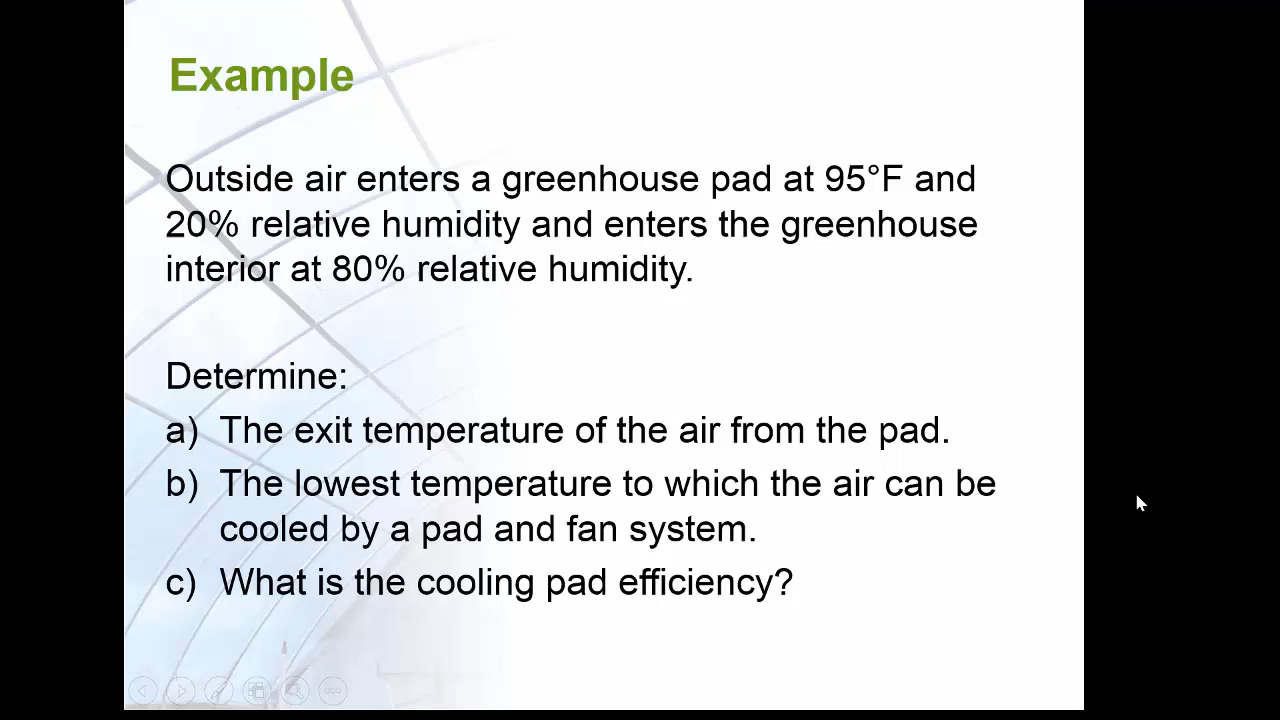 Example
Outside air enters a greenhouse pad at 95°F and
20% relative humidity and enters the greenhouse
interior at 80% relative humidity.
Determine:
a) The exit temperature of the air from the pad.
b) The lowest temperature to which the air can be
cooled by a pad and fan system.
c) What is the cooling pad efficiency?